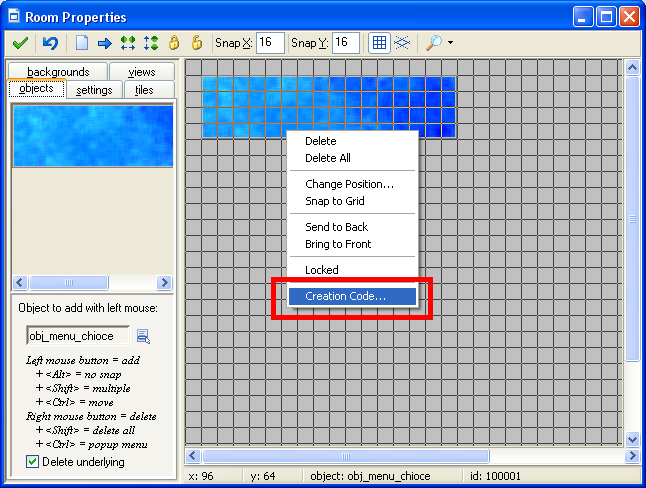 Room Properties
Snap X: 16 Snap Y: 16
backgrounds views
objects settings tiles
Delete
Delete All
Change Position...
Snap to Grid
Send to Back
Bring to Front
Locked
Creation Code...
Object to add with left mouse:
obj_menu_chioce
Left mouse button = add
+ <Alt> = no snap
+ <Shift> = multiple
+ <Ctrl> = move
Right mouse button = delete
+ <Shift> = delete all
+ <Ctrl> = popup menu
Delete underlying
x: 96 y: 64 object: obj_menu_chioce id: 100001